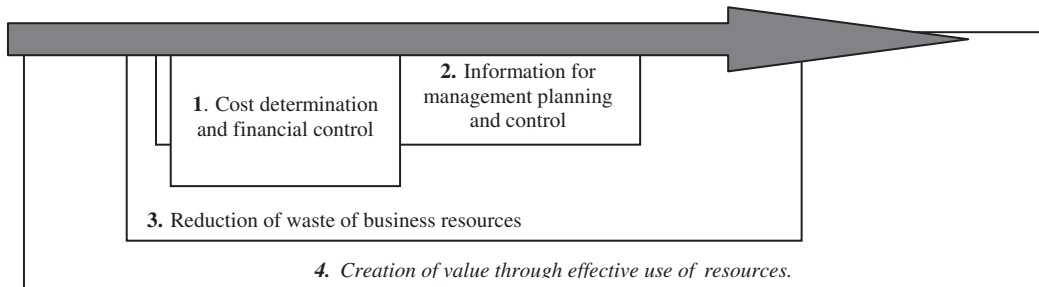 1. Cost determination
and financial control
2. Information for
management planning
and control
3. Reduction of waste of business resources
4. Creation of value through effective use of resources.